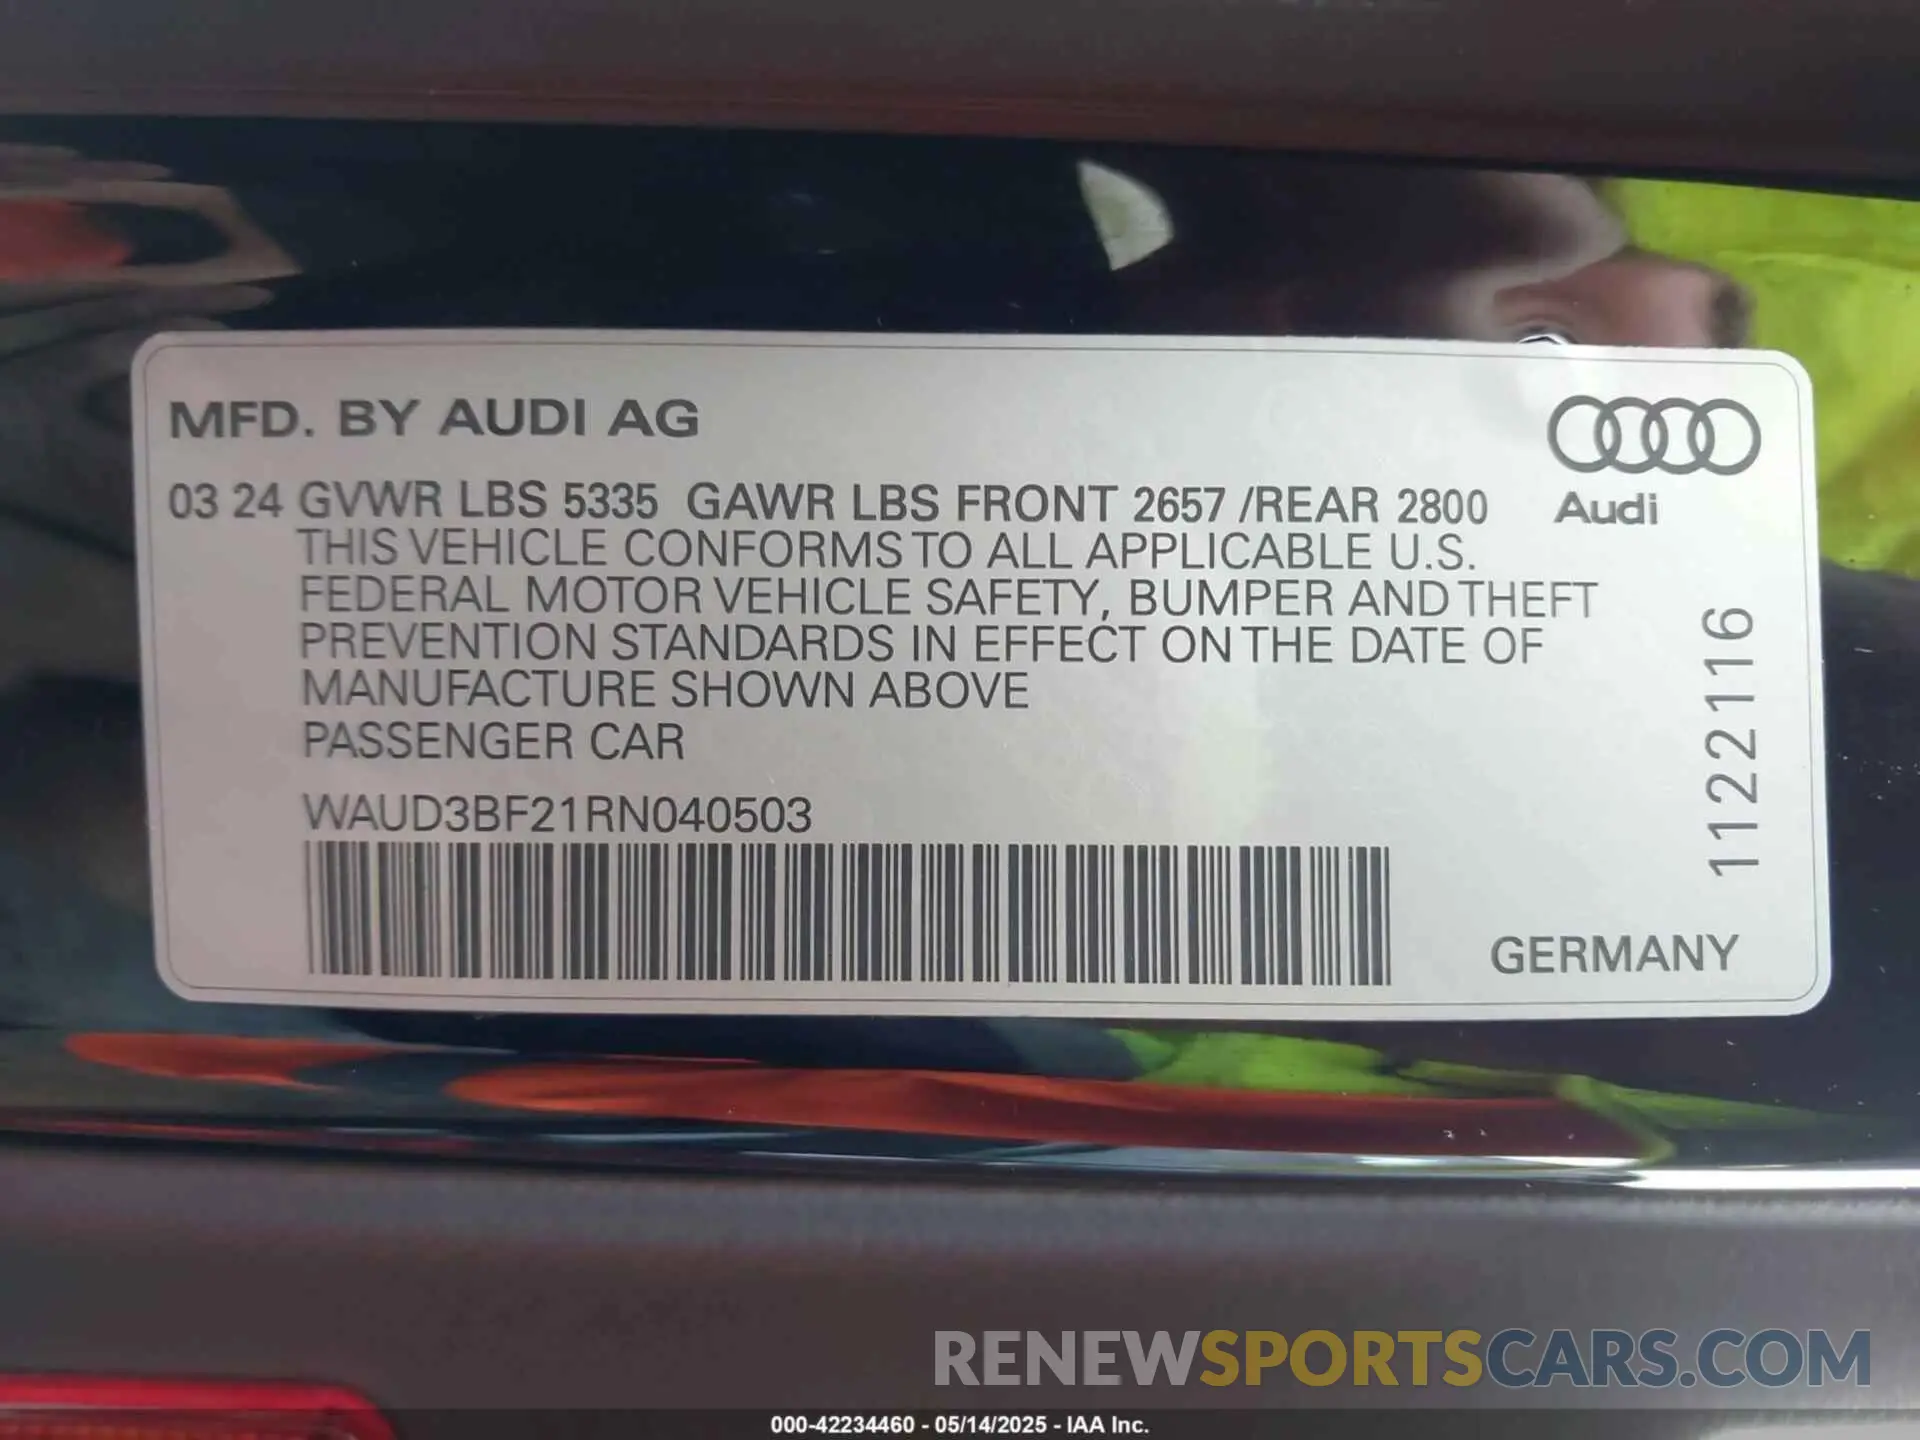 MFD. BY AUDI AG
03 24 GVWR LBS 5335 GAWR LBS FRONT 2657 /REAR 2800
Audi
THIS VEHICLE CONFORMS TO ALL APPLICABLE U.S.
FEDERAL MOTOR VEHICLE SAFETY, BUMPER AND THEFT
PREVENTION STANDARDS IN EFFECT ON THE DATE OF
MANUFACTURE SHOWN ABOVE
PASSENGER CAR
WAUD3BF21RN040503
1122116
GERMANY
RENEWSPORTSCARS.COM
000-42234460 - 05/14/2025 - IAA Inc.